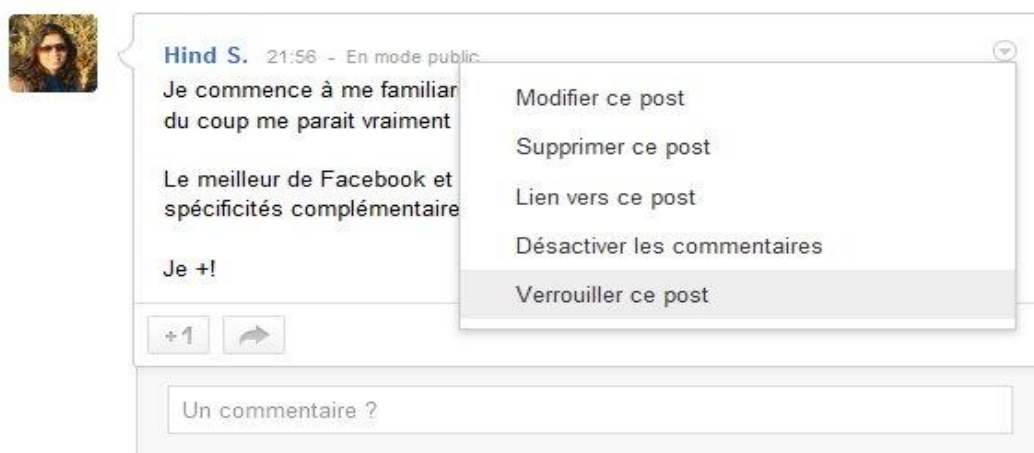 Hind S. 21:56 - En mode public
Je commence à me familiar
du coup me parait vraiment
Le meilleur de Facebook et
spécificités complémentaire
Je +!
Modifier ce post
Supprimer ce post
Lien vers ce post
Désactiver les commentaires
Verrouiller ce post
+1
Un commentaire ?